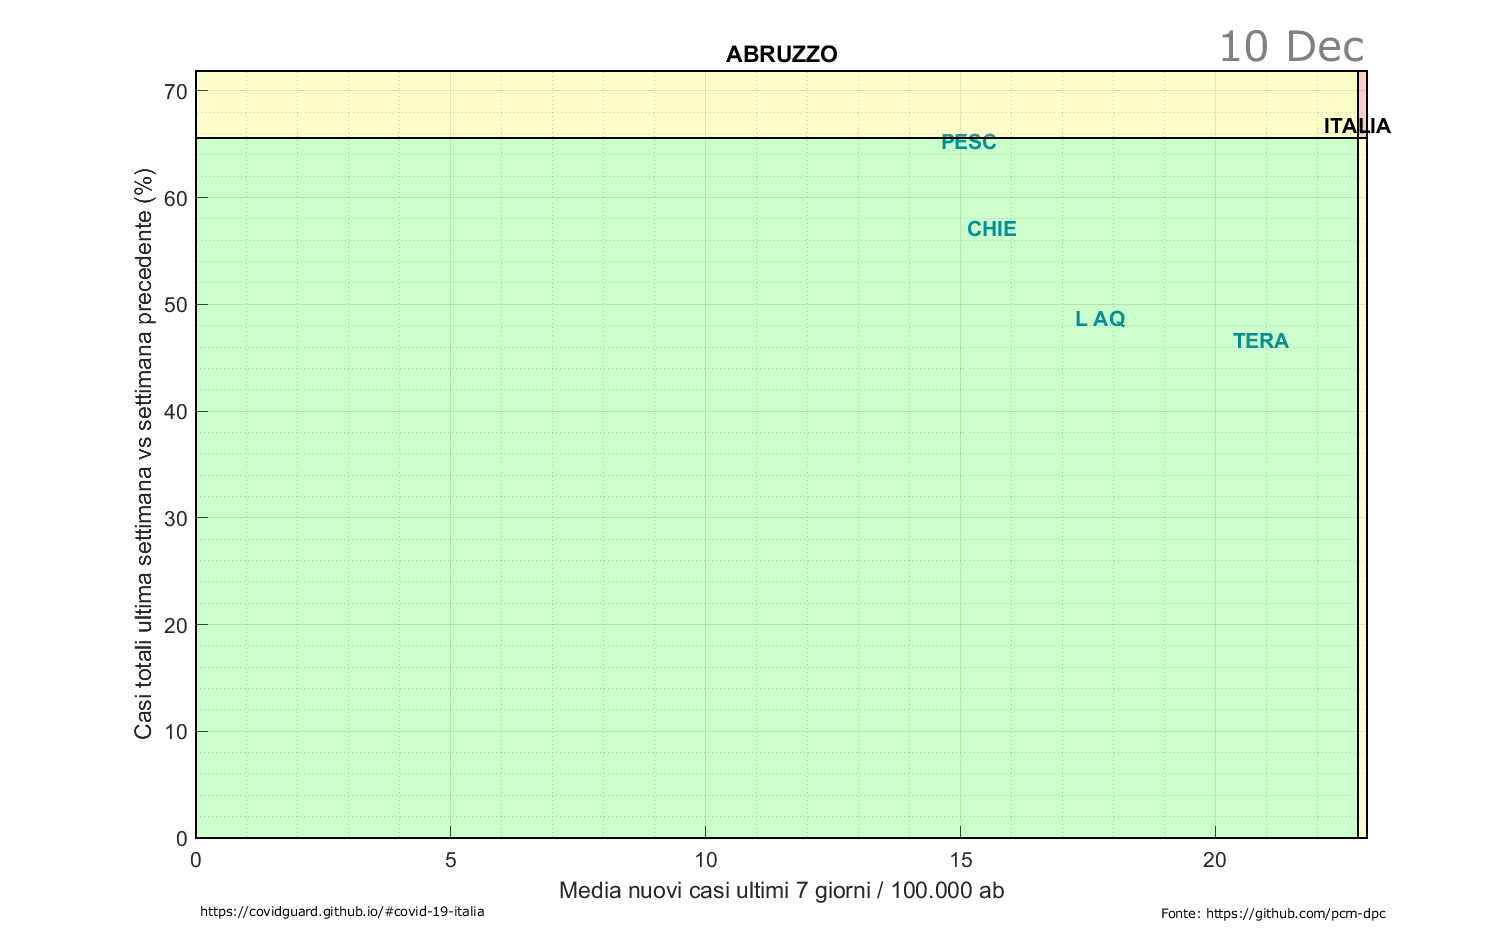 10 Dec
ABRUZZO
Casi totali ultima settimana vs settimana precedente (%)
70
60
50
40
30
20
10
0
ITALIA
PESC
CHIE
L AQ
TERA
0 5 10 15 20
Media nuovi casi ultimi 7 giorni / 100.000 ab
https://covidguard.github.io/#covid-19-italia
Fonte: https://github.com/pcm-dpc